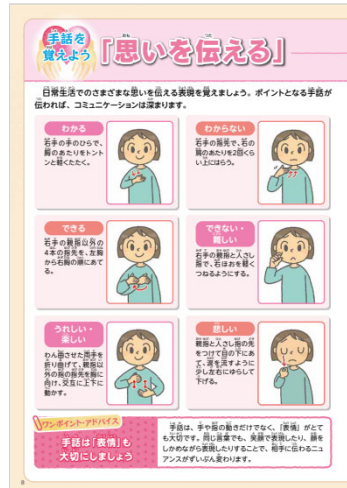 手話を
覚えよう
「思いを伝える」
日常生活でのさまざまな思いを伝える表現を覚えましょう。ポイントとなる手話が
伝われば、コミュニケーションは深まります。
わかる
右手の手のひらで、
胸のあたりをトント
ンと軽くたたく。
わからない
右手の指先で、右の
肩のあたりを2回くら
い上にはらう。
できる
右手の親指以外の
4本の指先を、左胸
から右胸の順にあて
る。
できない・
難しい
右手の親指と人さし
指で、右ほおを軽く
つねるようにする。
うれしい・
楽しい
わん曲させた両手を
折り曲げて、親指以
外の指の指先を胸に
向け、交互に上下に
動かす。
悲しい
親指と人さし指の先
をつけて目の下にあ
て、涙を流すように
少し左右にゆらして
下げる。
ワンポイント・アドバイス
手話は「表情」も
大切にしましょう
手話は、手や指の動きだけでなく、「表情」がとて
も大切です。同じ言葉でも、笑顔で表現したり、顔を
しかめながら表現したりすることで、相手に伝わるニュ
アンスがずいぶん変わります。
8